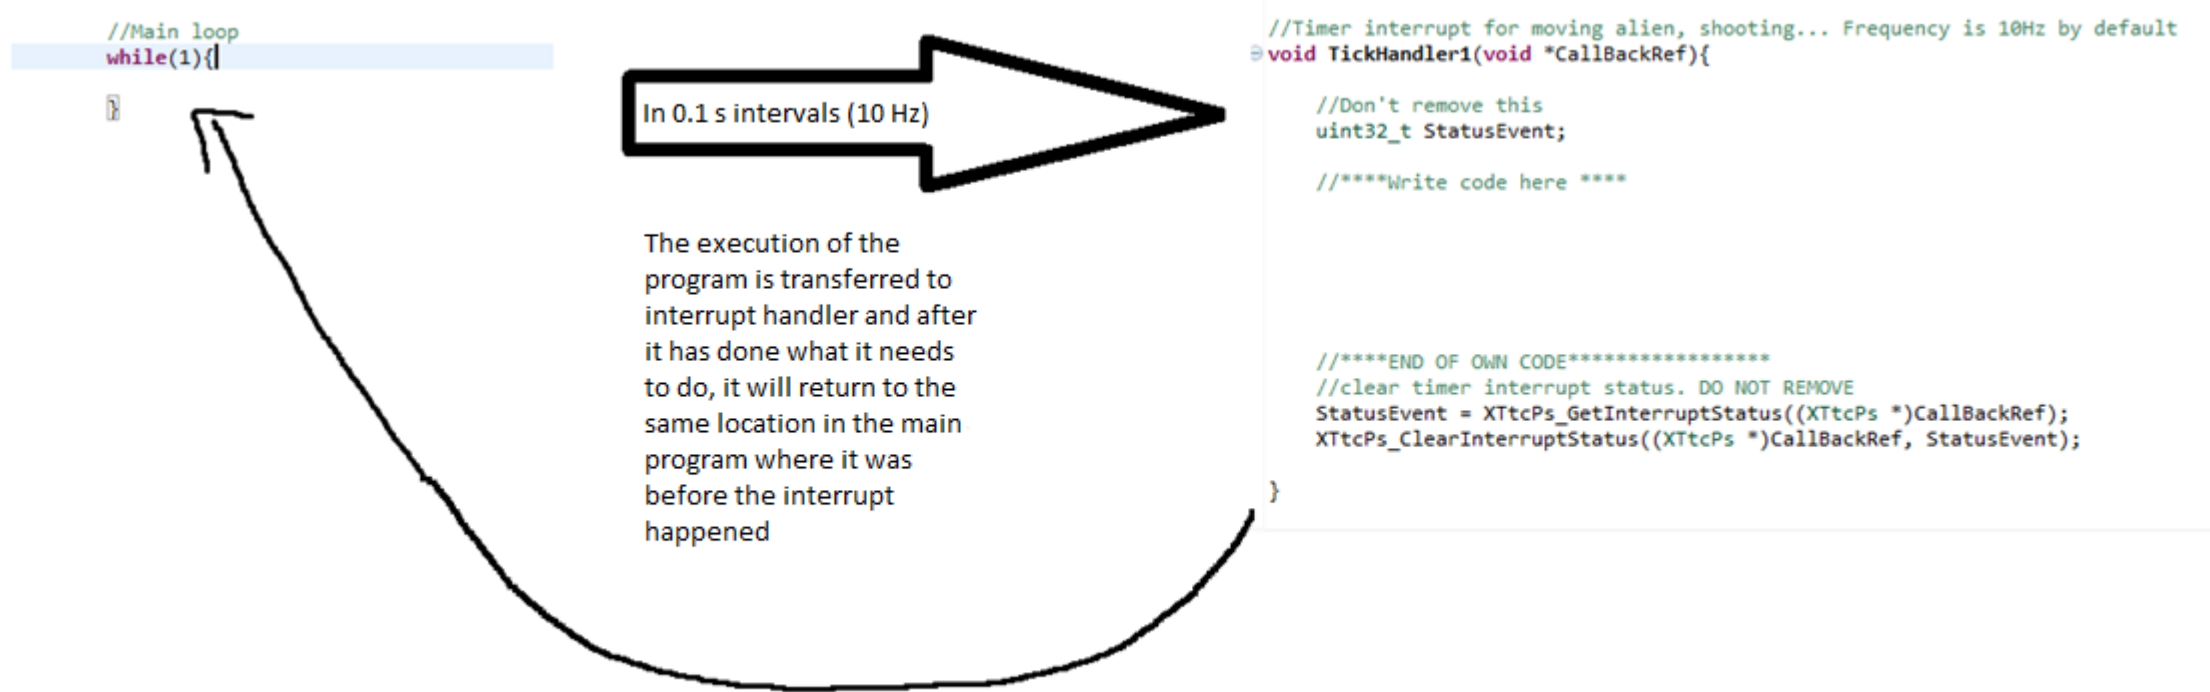 //Main loop
while(1){
}
In 0.1 s intervals (10 Hz)
The execution of the
program is transferred to
interrupt handler and after
it has done what it needs
to do, it will return to the
same location in the main
program where it was
before the interrupt
happened
//Timer interrupt for moving alien, shooting... Frequency is 10Hz by default
void TickHandler1(void *CallBackRef){
//Don't remove this
uint32_t StatusEvent;
//****Write code here ****
//****END OF OWN CODE*****************
//clear timer interrupt status. DO NOT REMOVE
StatusEvent = XTtcPs_GetInterruptStatus((XTtcPs *)CallBackRef);
XTtcPs_ClearInterruptStatus((XTtcPs *)CallBackRef, StatusEvent);
}